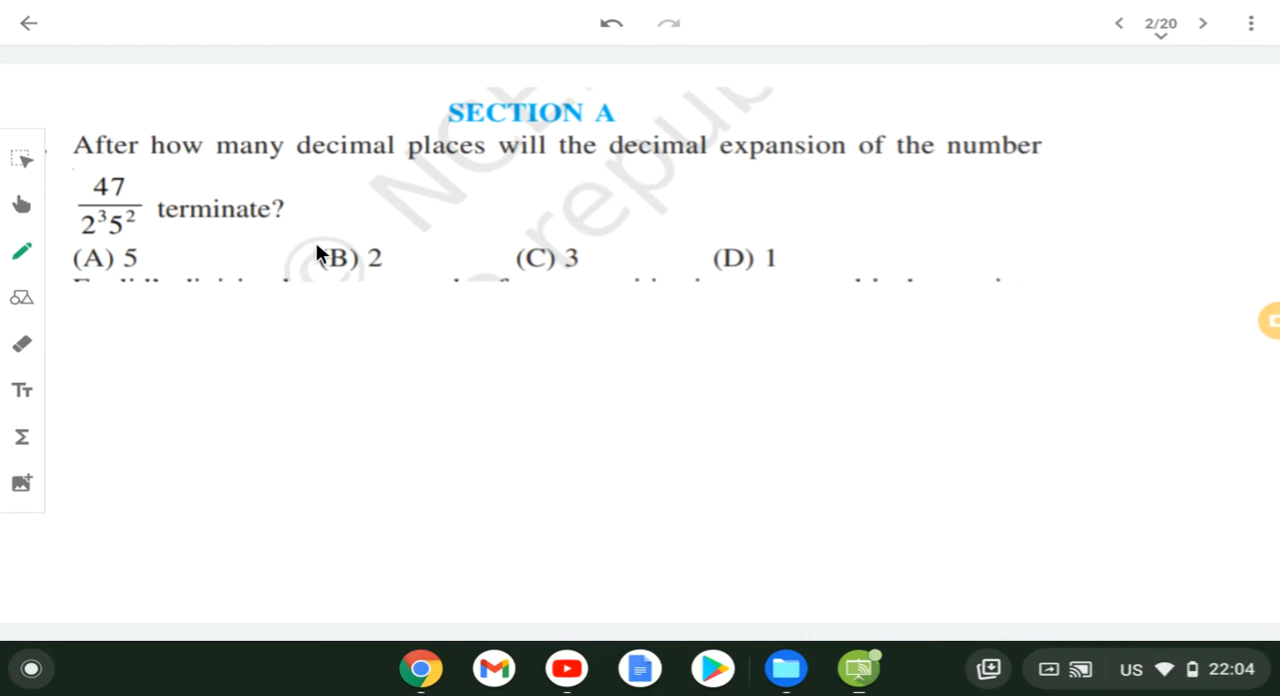 2/20
SECTION A
After how many decimal places will the decimal expansion of the number
47
2³5² terminate?
(A) 5 (B) 2 (C) 3 (D) 1
Tт
Σ
US 22:04